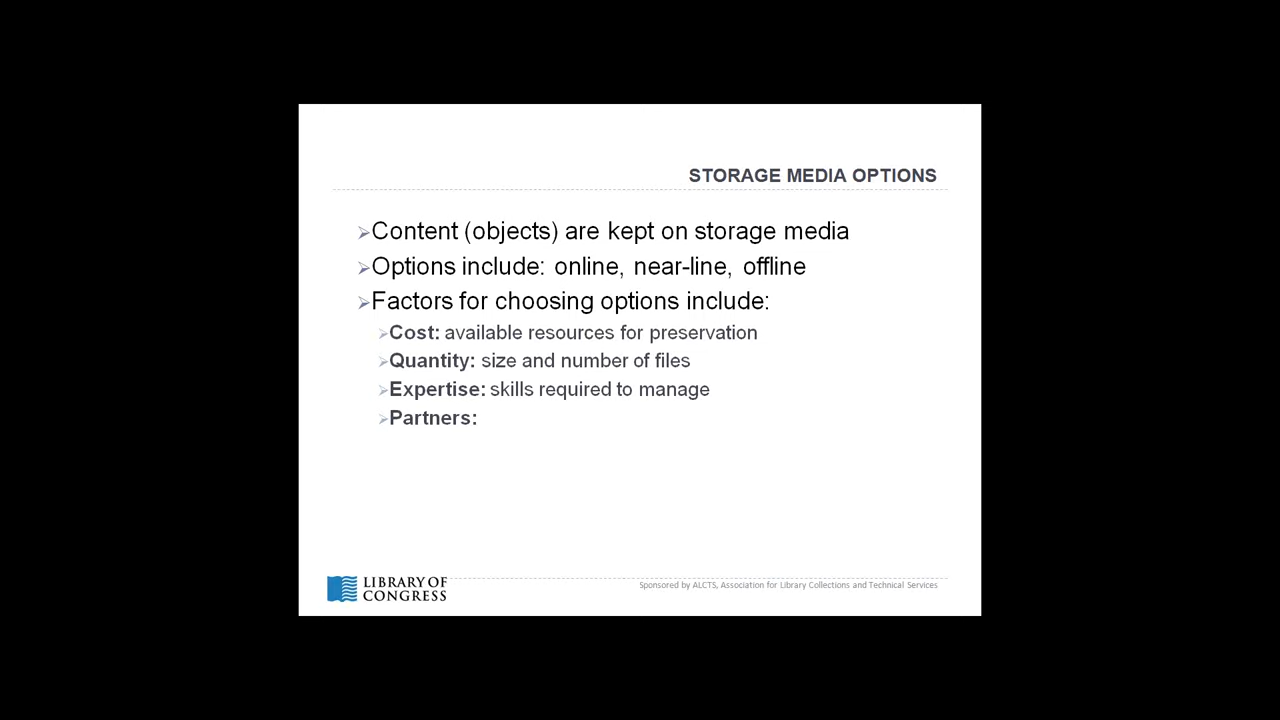 STORAGE MEDIA OPTIONS
Content (objects) are kept on storage media
Options include: online, near-line, offline
Factors for choosing options include:
Cost: available resources for preservation
Quantity: size and number of files
Expertise: skills required to manage
Partners:
LIBRARY OF
CONGRESS
Sponsored by ALCTS, Association for Library Collections and Technical Services